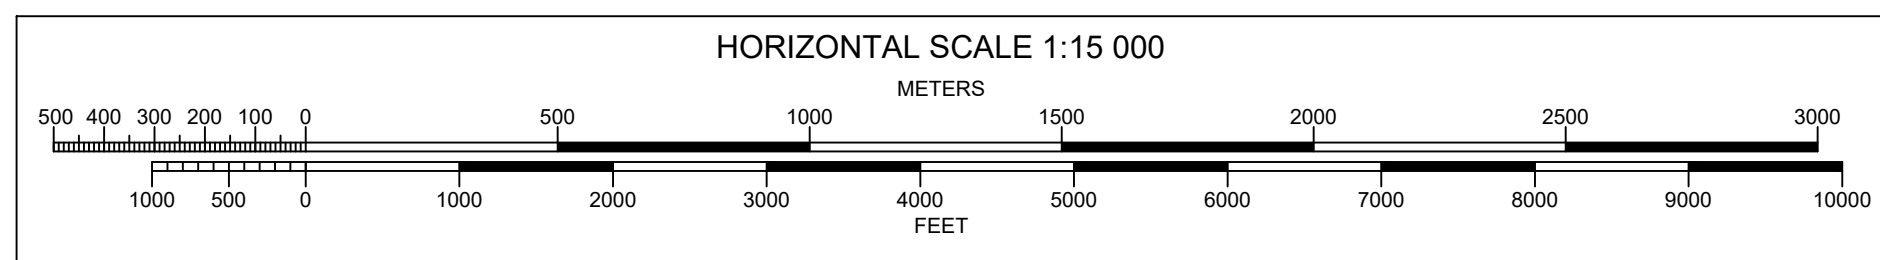 HORIZONTAL SCALE 1:15 000
METERS
500 400 300 200 100 0 500 1000 1500 2000 2500 3000
1000 500 0 1000 2000 3000 4000 5000 6000 7000 8000 9000 10000
FEET